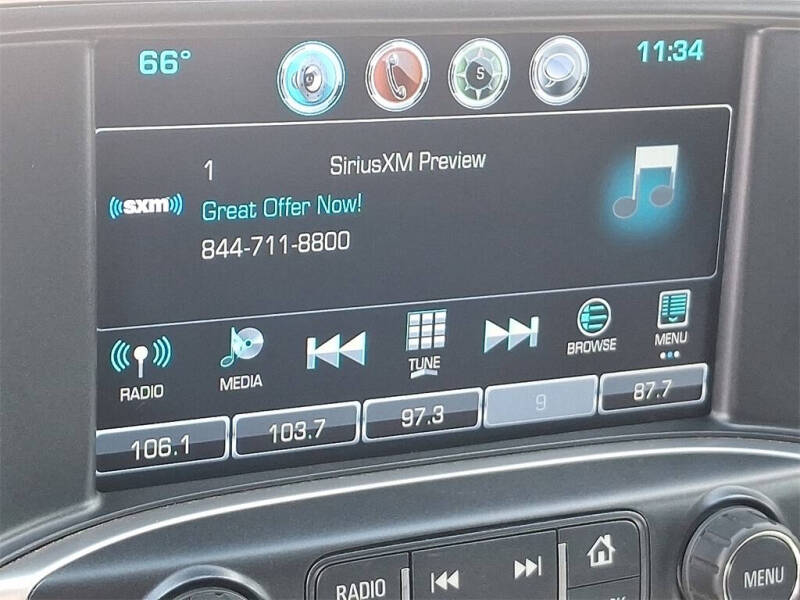 66°
S
11:34
1 SiriusXM Preview
((sxm)) Great Offer Now!
844-711-8800
RADIO MEDIA TUNE BROWSE MENU
106.1 103.7 97.3 9 87.7
RADIO MENU